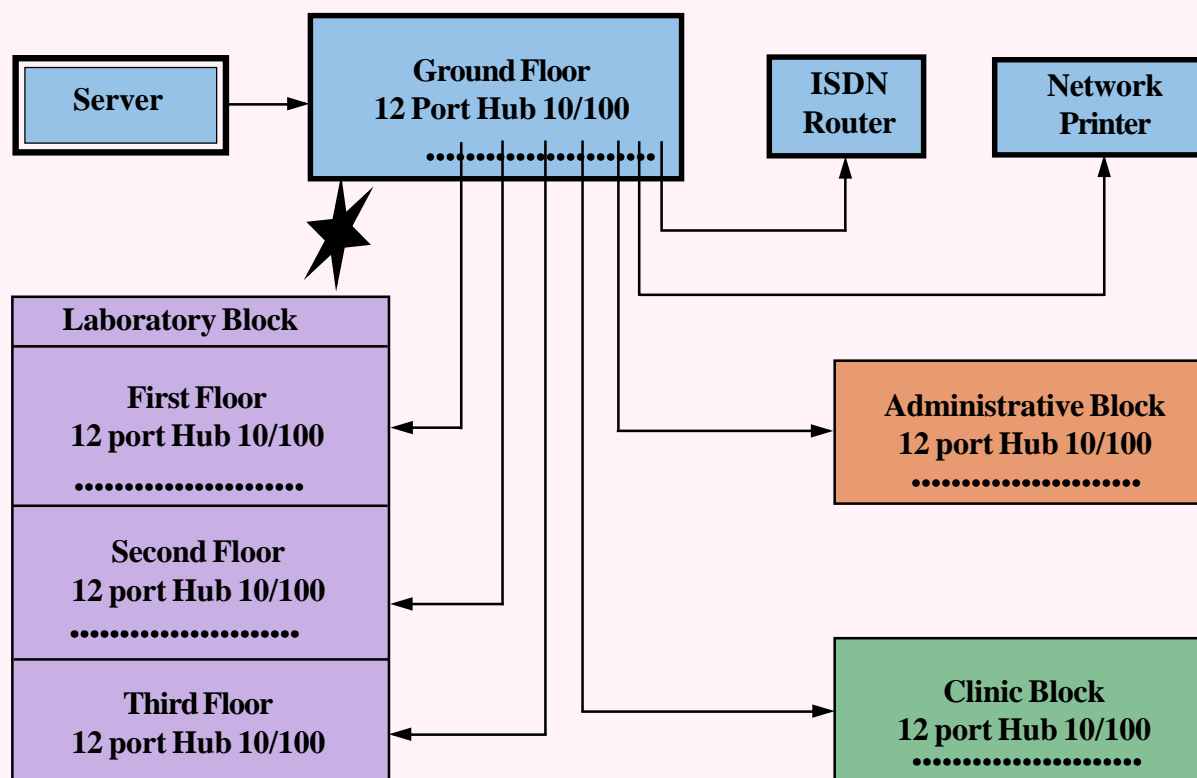 Server
Ground Floor
12 Port Hub 10/100
ISDN
Router
Network
Printer
Laboratory Block
First Floor
12 port Hub 10/100
Second Floor
12 port Hub 10/100
Third Floor
12 port Hub 10/100
Administrative Block
12 port Hub 10/100
Clinic Block
12 port Hub 10/100